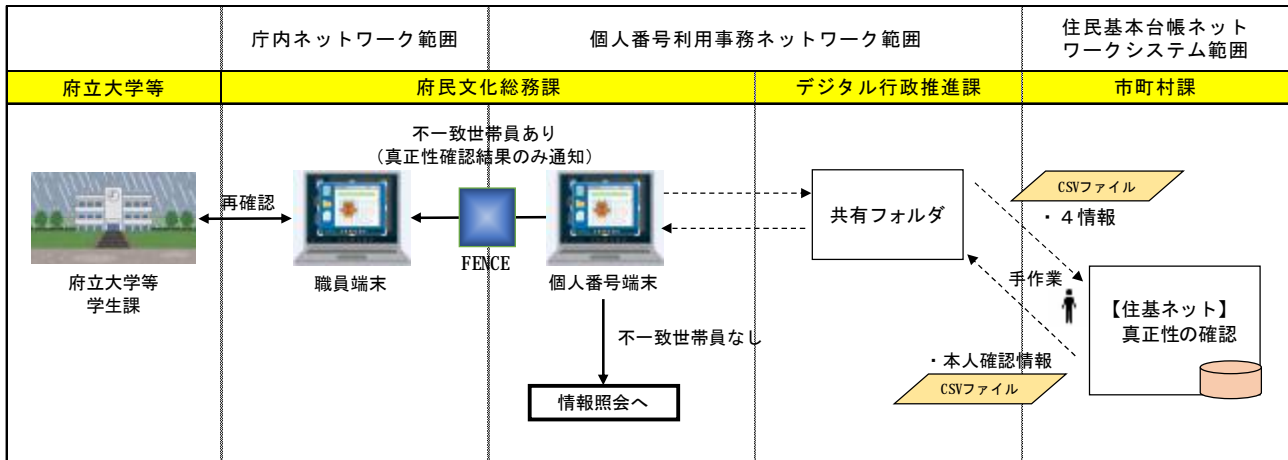 庁内ネットワーク範囲
個人番号利用事務ネットワーク範囲
住民基本台帳ネット
ワークシステム範囲
府立大学等
府民文化総務課
デジタル行政推進課
市町村課
不一致世帯員あり
（真正性確認結果のみ通知）
再確認
FENCE
府立大学等
学生課
職員端末
個人番号端末
共有フォルダ
CSVファイル
・４情報
手作業
【住基ネット】
真正性の確認
不一致世帯員なし
・本人確認情報
CSVファイル
情報照会へ